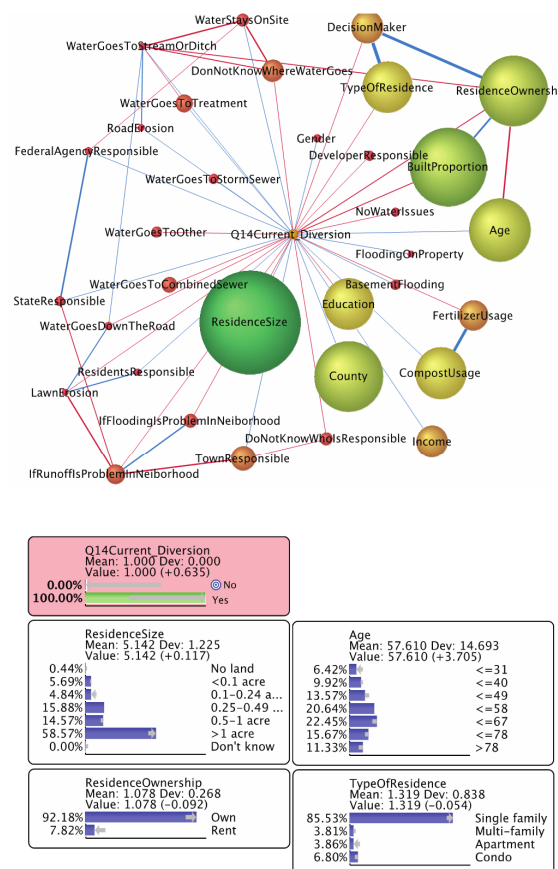 WaterStaysOnSite
DecisionMaker
WaterGoesToStreamOrDitch
DonNotKnowWhereWaterGoes
TypeOfResidence
ResidenceOwnersh
WaterGoesToTreatment
RoadErosion
Gender
FederalAgencyResponsible
DeveloperResponsible
BuiltProportion
WaterGoesToStormSewer
NoWaterIssues
WaterGoesToOther
Q14Current_Diversion
Age
FloodingOnProperty
WaterGoesToCombinedSewer
BasementFlooding
StateResponsible
Education
WaterGoesDownTheRoad
ResidenceSize
FertilizerUsage
ResidentsResponsible
County
CompostUsage
LawnErosion
IfFloodingIsProblemInNeiborhood
DoNotKnowWhoIsResponsible
Income
TownResponsible
IfRunoffIsProblemInNeiborhood
Q14Current_Diversion
Mean: 1.000 Dev: 0.000
Value: 1.000 (+0.635)
0.00% No
100.00% Yes
ResidenceSize
Mean: 5.142 Dev: 1.225
Value: 5.142 (+0.117)
0.44% No land
5.69% <0.1 acre
4.84% 0.1-0.24 a...
15.88% 0.25-0.49 ...
14.57% 0.5-1 acre
58.57% >1 acre
0.00% Don't know
Age
Mean: 57.610 Dev: 14.693
Value: 57.610 (+3.705)
6.42% <=31
9.92% <=40
13.57% <=49
20.64% <=58
22.45% <=67
15.67% <=78
11.33% >78
ResidenceOwnership
Mean: 1.078 Dev: 0.268
Value: 1.078 (-0.092)
92.18% Own
7.82% Rent
TypeOfResidence
Mean: 1.319 Dev: 0.838
Value: 1.319 (-0.054)
85.53% Single family
3.81% Multi-family
3.86% Apartment
6.80% Condo